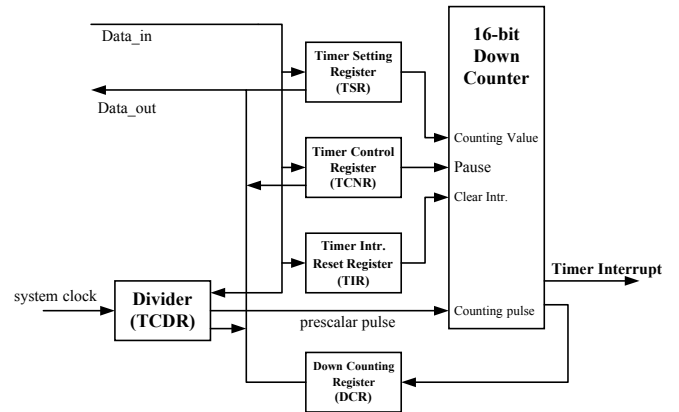 Data_in
Data_out
Timer Setting
Register
(TSR)
16-bit
Down
Counter
Counting Value
Timer Control
Register
(TCNR)
Pause
Clear Intr.
Timer Intr.
Reset Register
(TIR)
Timer Interrupt
system clock
Divider
(TCDR)
prescalar pulse
Counting pulse
Down Counting
Register
(DCR)